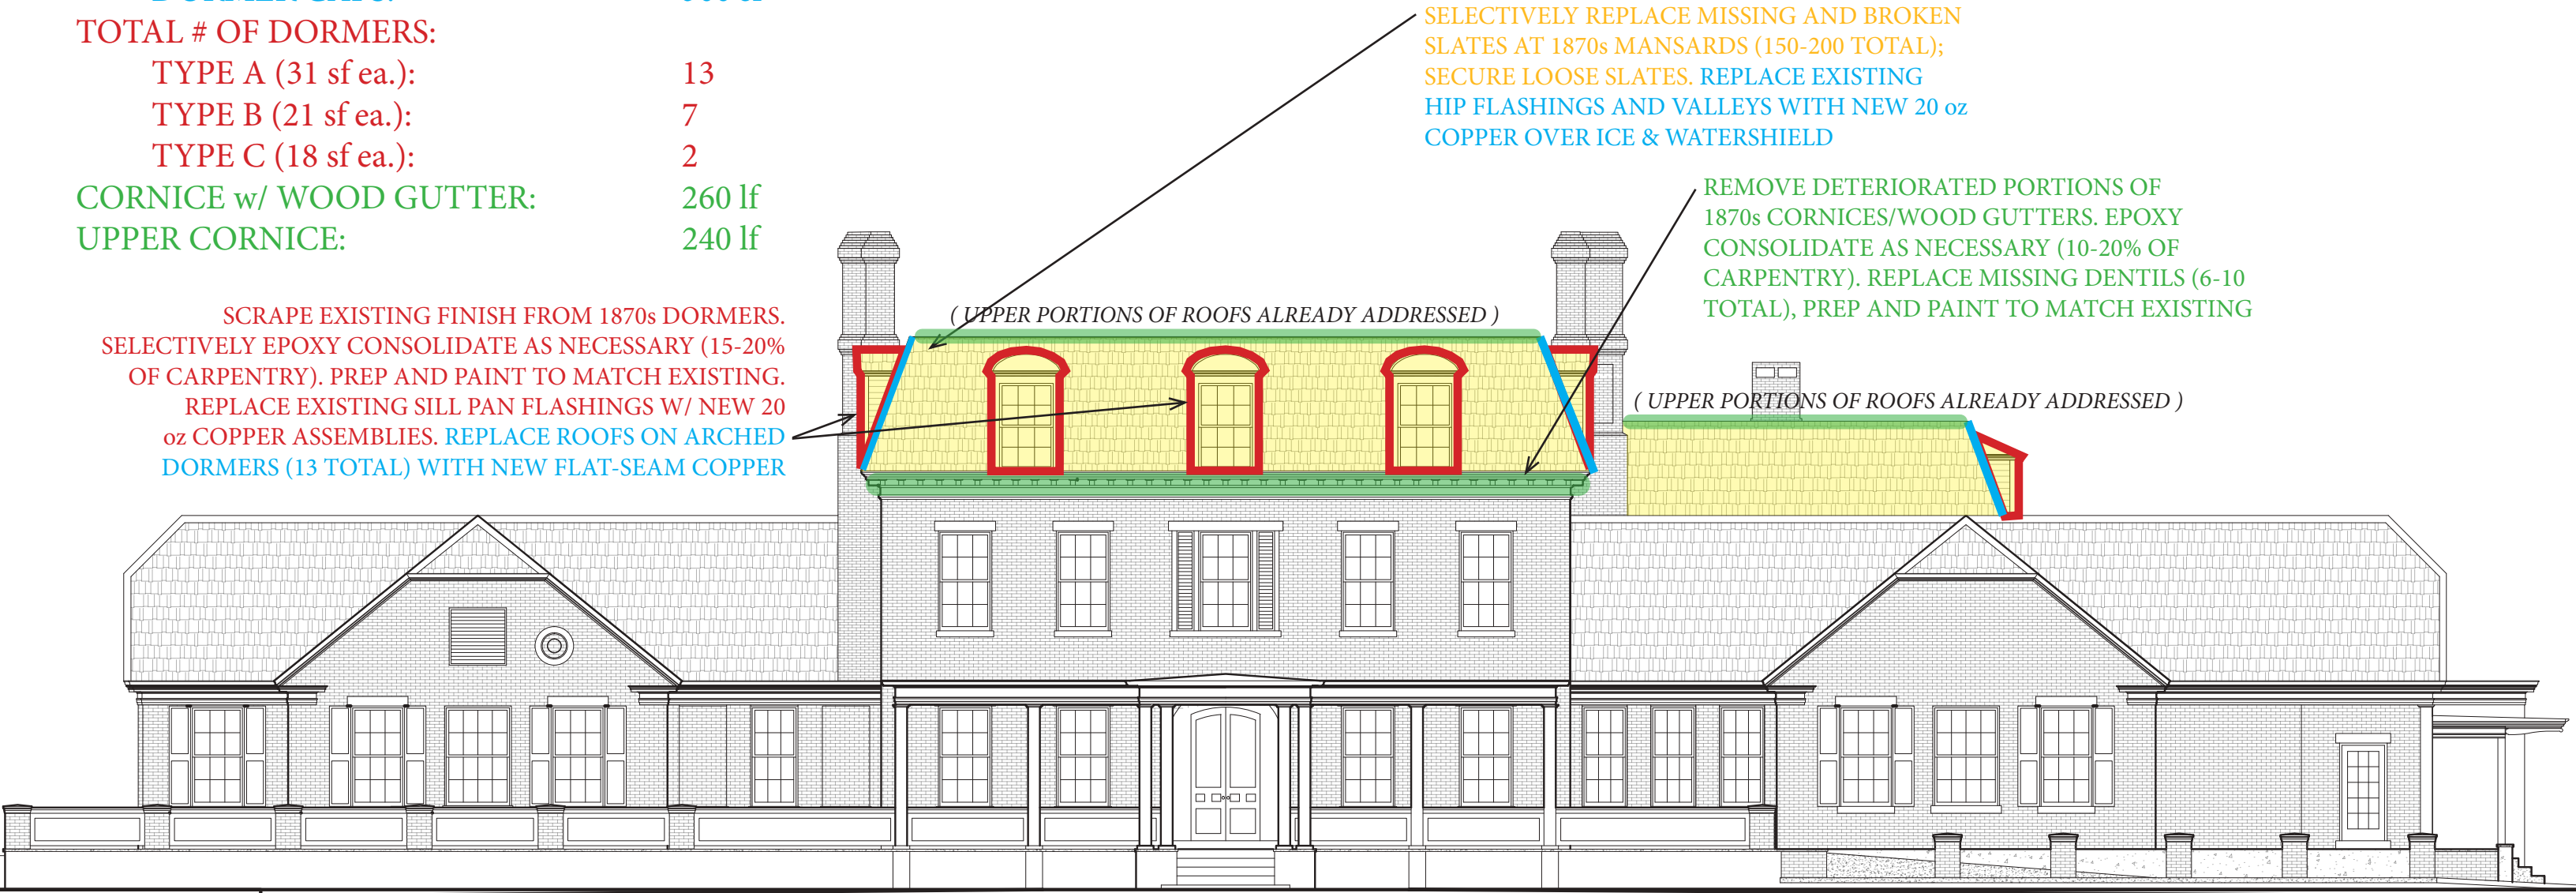 TOTAL # OF DORMERS:
TYPE A (31 sf ea.): 13
TYPE B (21 sf ea.): 7
TYPE C (18 sf ea.): 2
CORNICE w/ WOOD GUTTER: 260 lf
UPPER CORNICE: 240 lf
SELECTIVELY REPLACE MISSING AND BROKEN
SLATES AT 1870s MANSARDS (150-200 TOTAL);
SECURE LOOSE SLATES. REPLACE EXISTING
HIP FLASHINGS AND VALLEYS WITH NEW 20 oz
COPPER OVER ICE & WATERSHIELD
REMOVE DETERIORATED PORTIONS OF
1870s CORNICES/WOOD GUTTERS. EPOXY
CONSOLIDATE AS NECESSARY (10-20% OF
CARPENTRY). REPLACE MISSING DENTILS (6-10
TOTAL), PREP AND PAINT TO MATCH EXISTING
SCRAPE EXISTING FINISH FROM 1870s DORMERS.
SELECTIVELY EPOXY CONSOLIDATE AS NECESSARY (15-20%
OF CARPENTRY). PREP AND PAINT TO MATCH EXISTING.
REPLACE EXISTING SILL PAN FLASHINGS W/ NEW 20
oz COPPER ASSEMBLIES. REPLACE ROOFS ON ARCHED
DORMERS (13 TOTAL) WITH NEW FLAT-SEAM COPPER
( UPPER PORTIONS OF ROOFS ALREADY ADDRESSED )
( UPPER PORTIONS OF ROOFS ALREADY ADDRESSED )